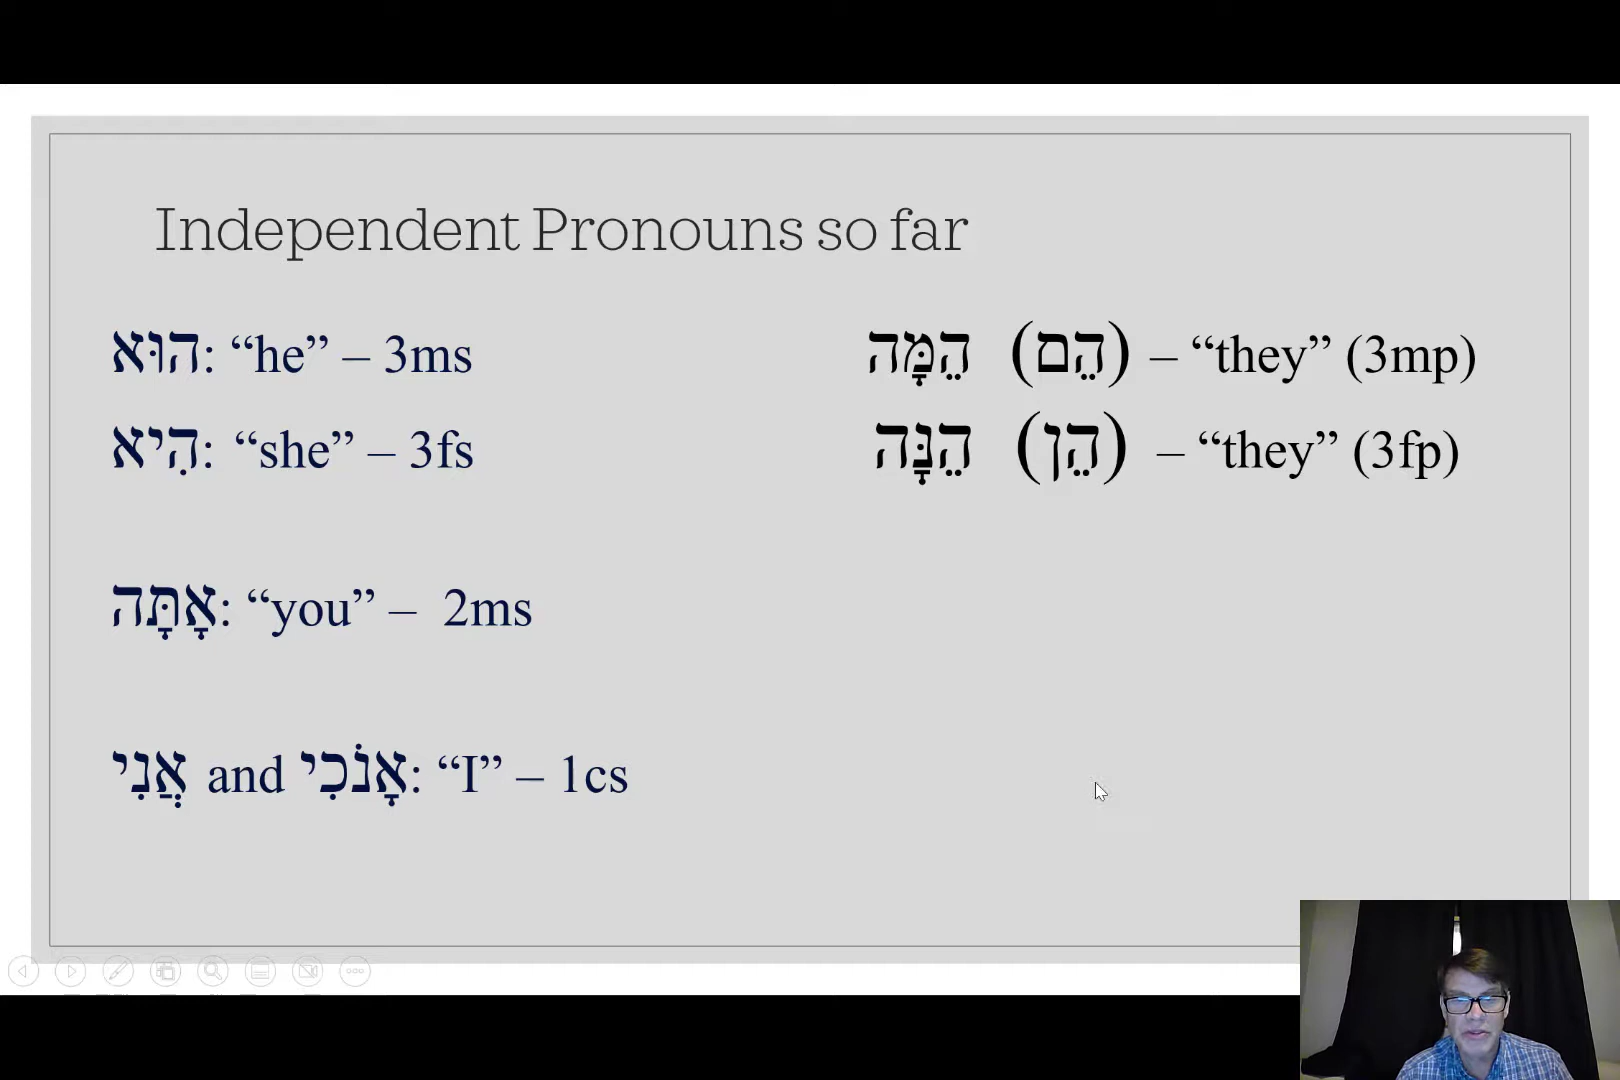 Independent Pronouns so far
הוּא: “he” – 3ms
הִיא: “she” – 3fs
אָתָּה: “you” – 2ms
אֲנִי and אָנֹכִי: “I” – 1cs
הֵמָּה (הֵם) – “they” (3mp)
הֵנָּה (הֵן) – “they” (3fp)